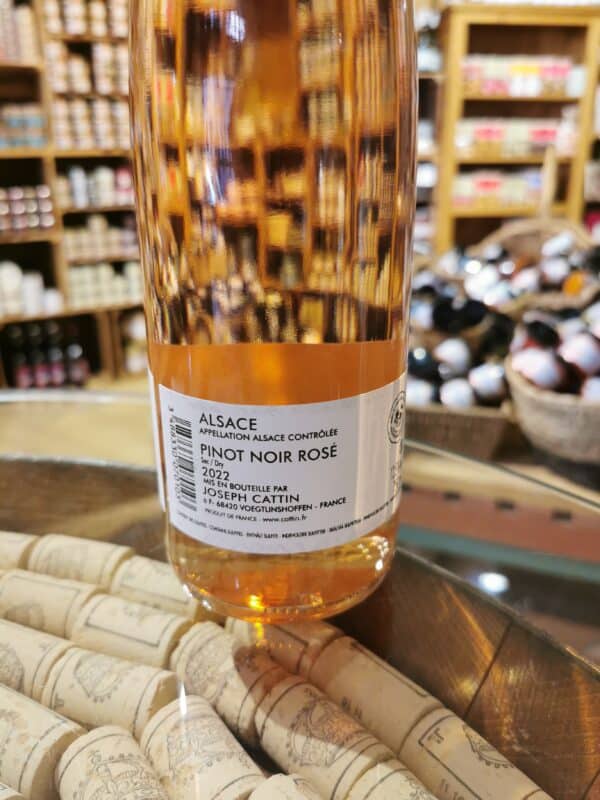 ALSACE
APPELLATION ALSACE CONTRÔLÉE
PINOT NOIR ROSÉ
Sec / Dry
2022
MIS EN BOUTEILLE PAR
JOSEPH CATTIN
À F- 68420 VOEGTLINSHOFFEN - FRANCE
PRODUIT DE FRANCE - www.cattin.fr